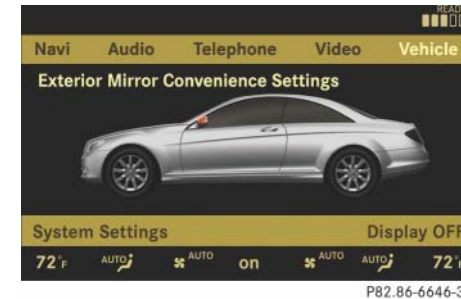 READY
Navi Audio Telephone Video Vehicle
Exterior Mirror Convenience Settings
System Settings Display OFF
72°F AUTO AUTO on AUTO AUTO 72°
P82.86-6646-3